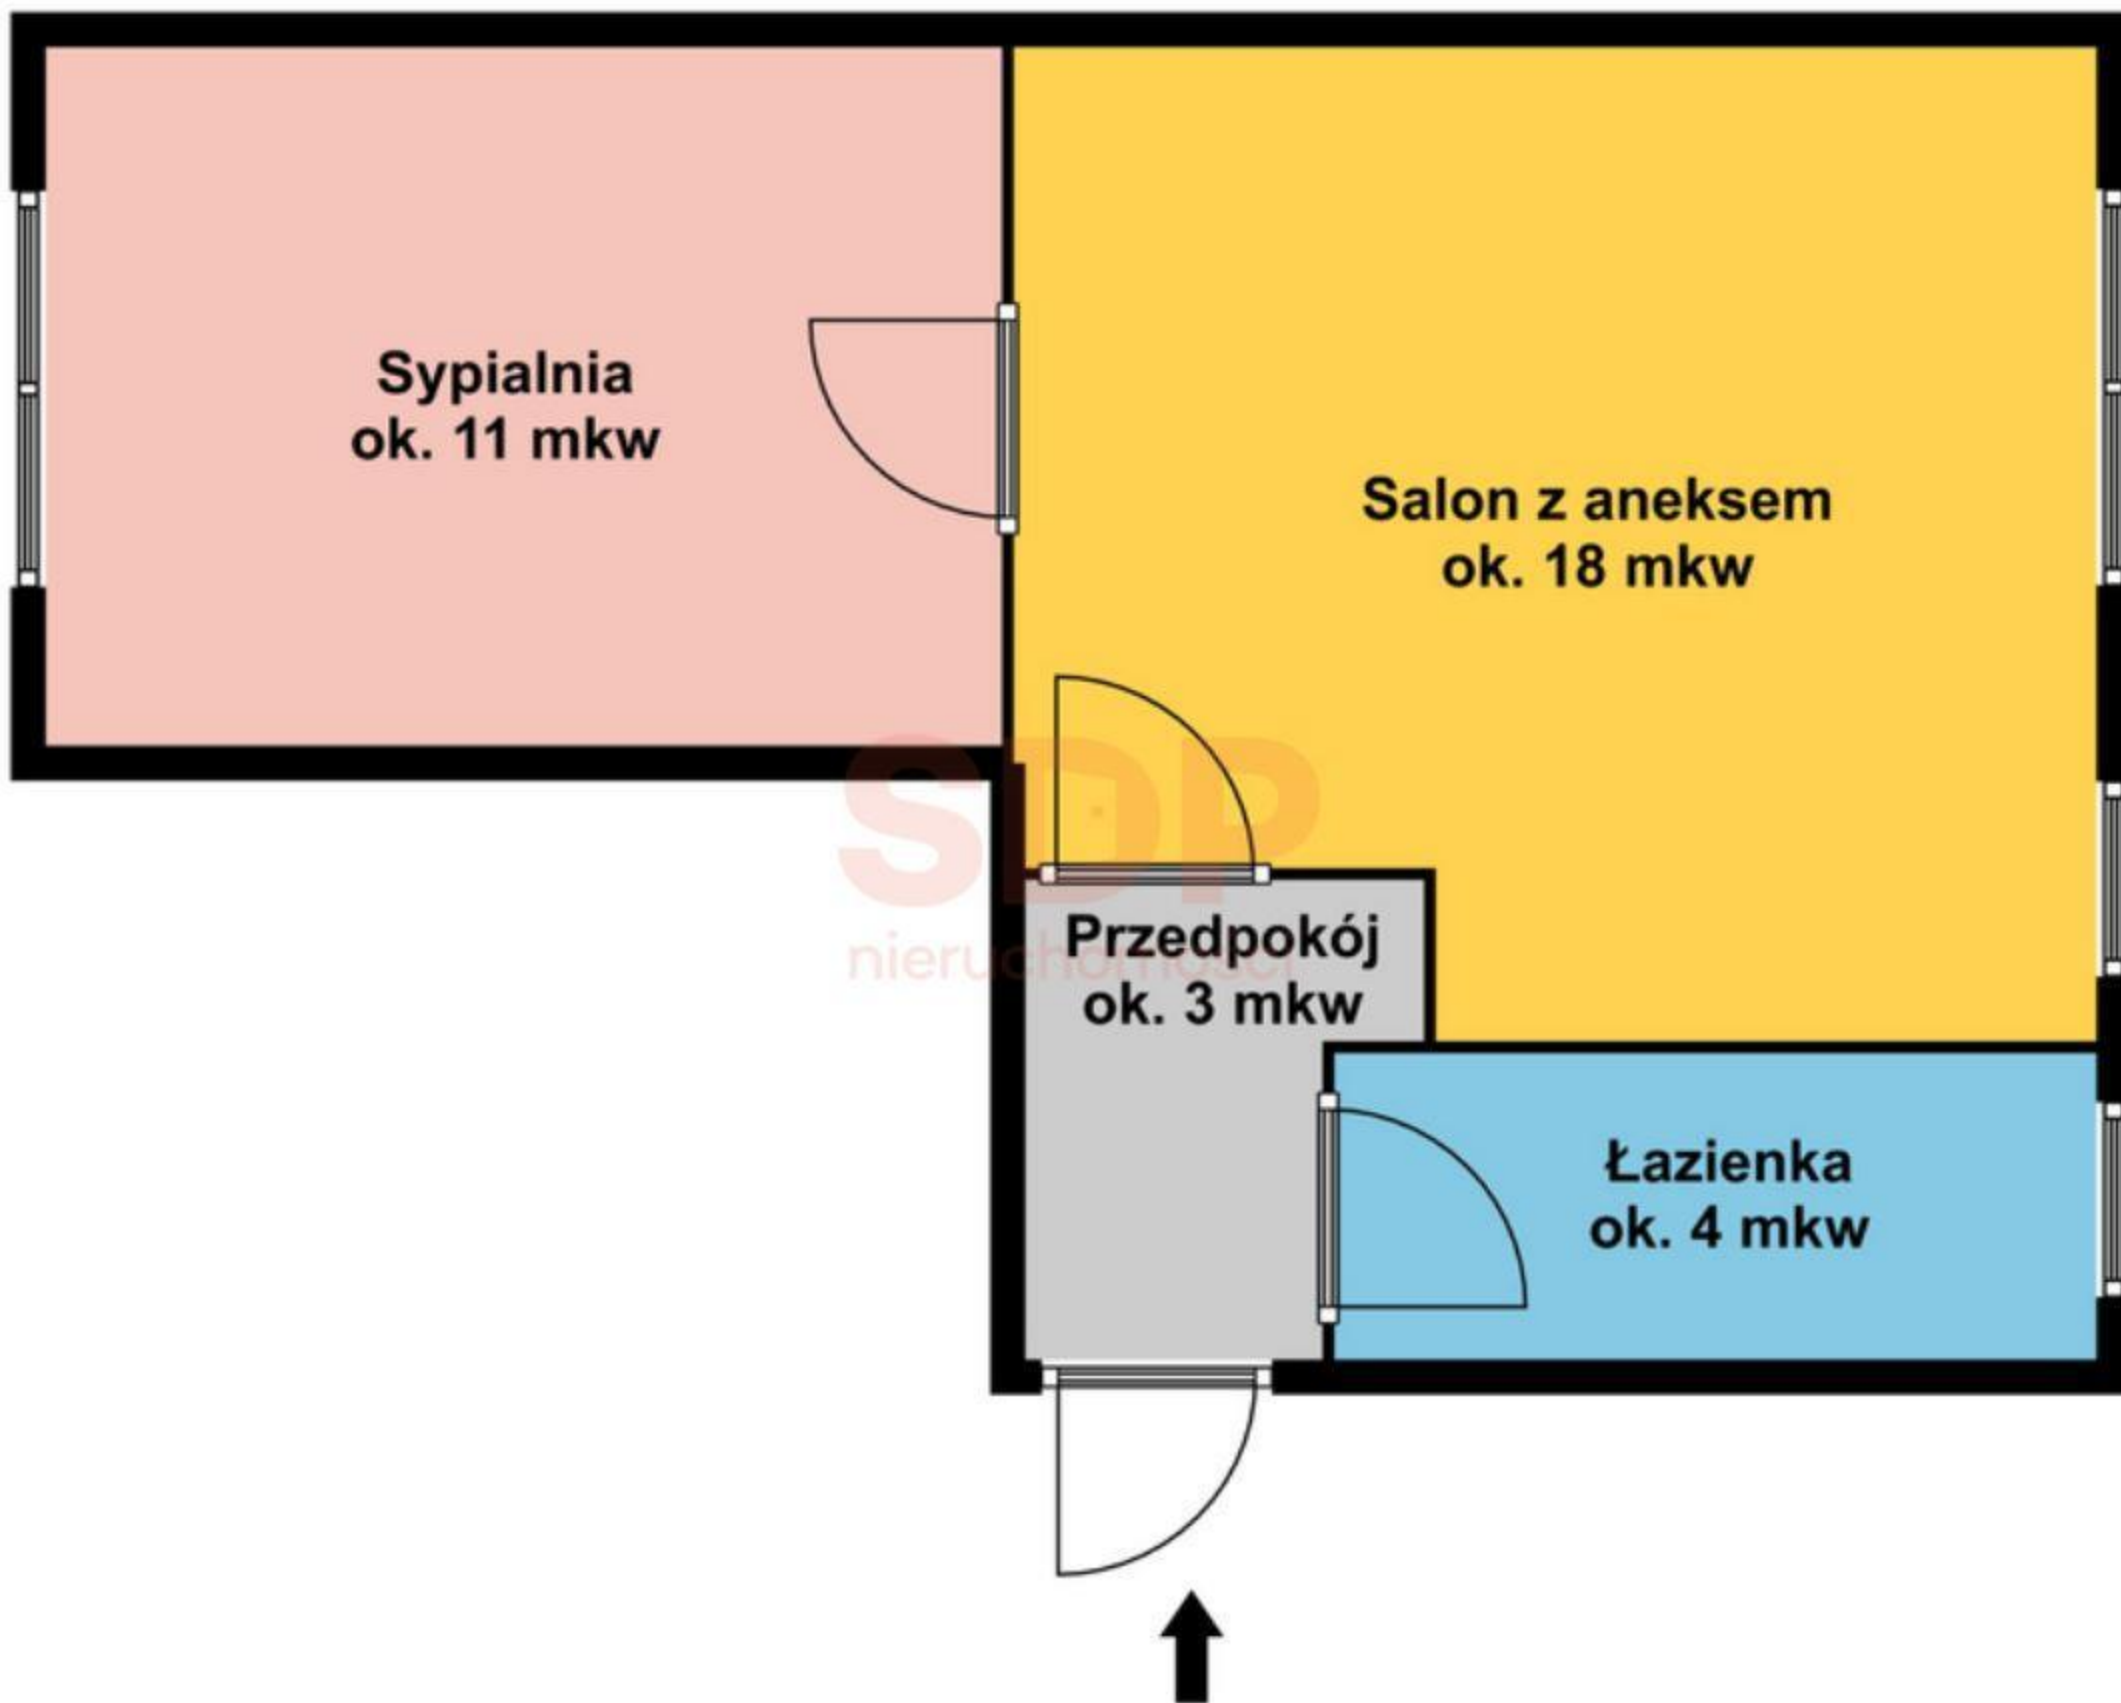 Sypialnia
ok. 11 mkw
Salon z aneksem
ok. 18 mkw
SDP
nieruchomości
Przedpokój
ok. 3 mkw
Łazienka
ok. 4 mkw